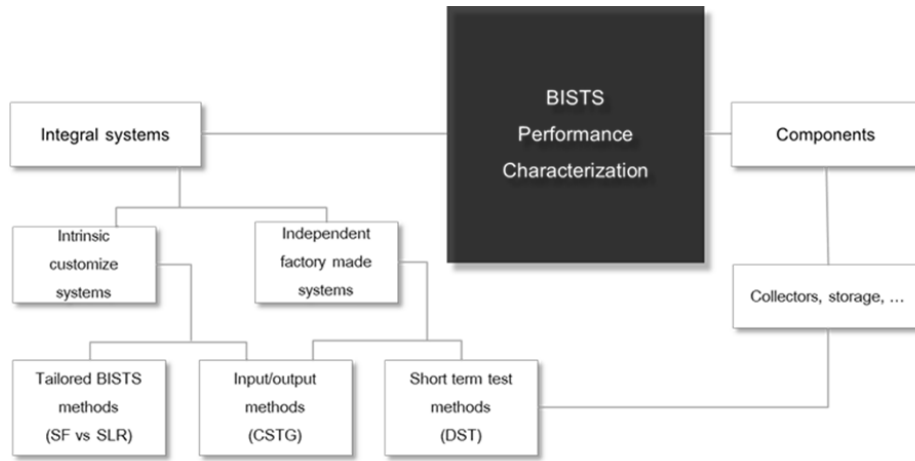 BISTS
Performance
Characterization
Integral systems
Components
Intrinsic
customize
systems
Independent
factory made
systems
Collectors, storage, ...
Tailored BISTS
methods
(SF vs SLR)
Input/output
methods
(CSTG)
Short term test
methods
(DST)